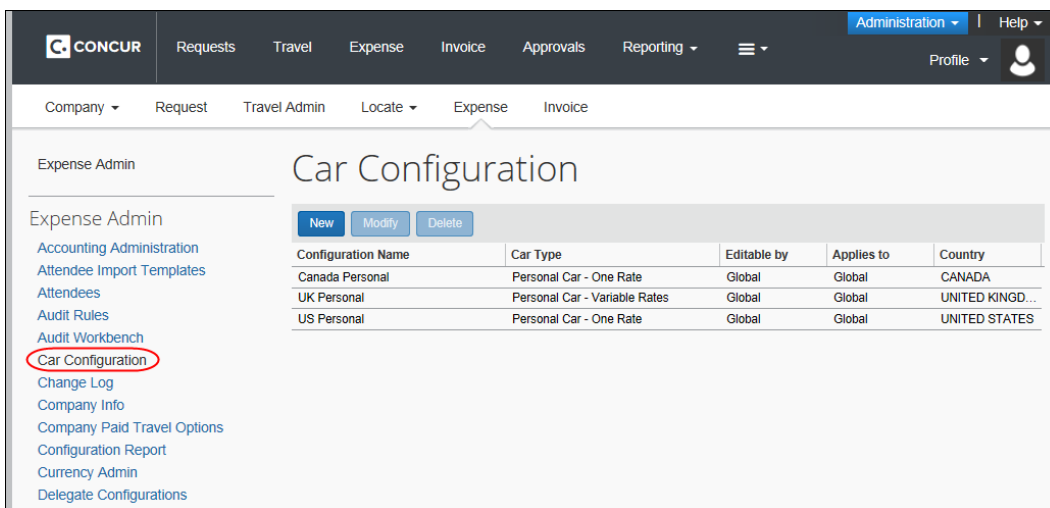 Administration | Help
C. CONCUR Requests Travel Expense Invoice Approvals Reporting
Profile
Company Request Travel Admin Locate Expense Invoice
Expense Admin
Car Configuration
Expense Admin
Accounting Administration
Attendee Import Templates
Attendees
Audit Rules
Audit Workbench
Car Configuration
Change Log
Company Info
Company Paid Travel Options
Configuration Report
Currency Admin
Delegate Configurations
New Modify Delete
Configuration Name Car Type Editable by Applies to Country
Canada Personal Personal Car - One Rate Global Global CANADA
UK Personal Personal Car - Variable Rates Global Global UNITED KINGD...
US Personal Personal Car - One Rate Global Global UNITED STATES